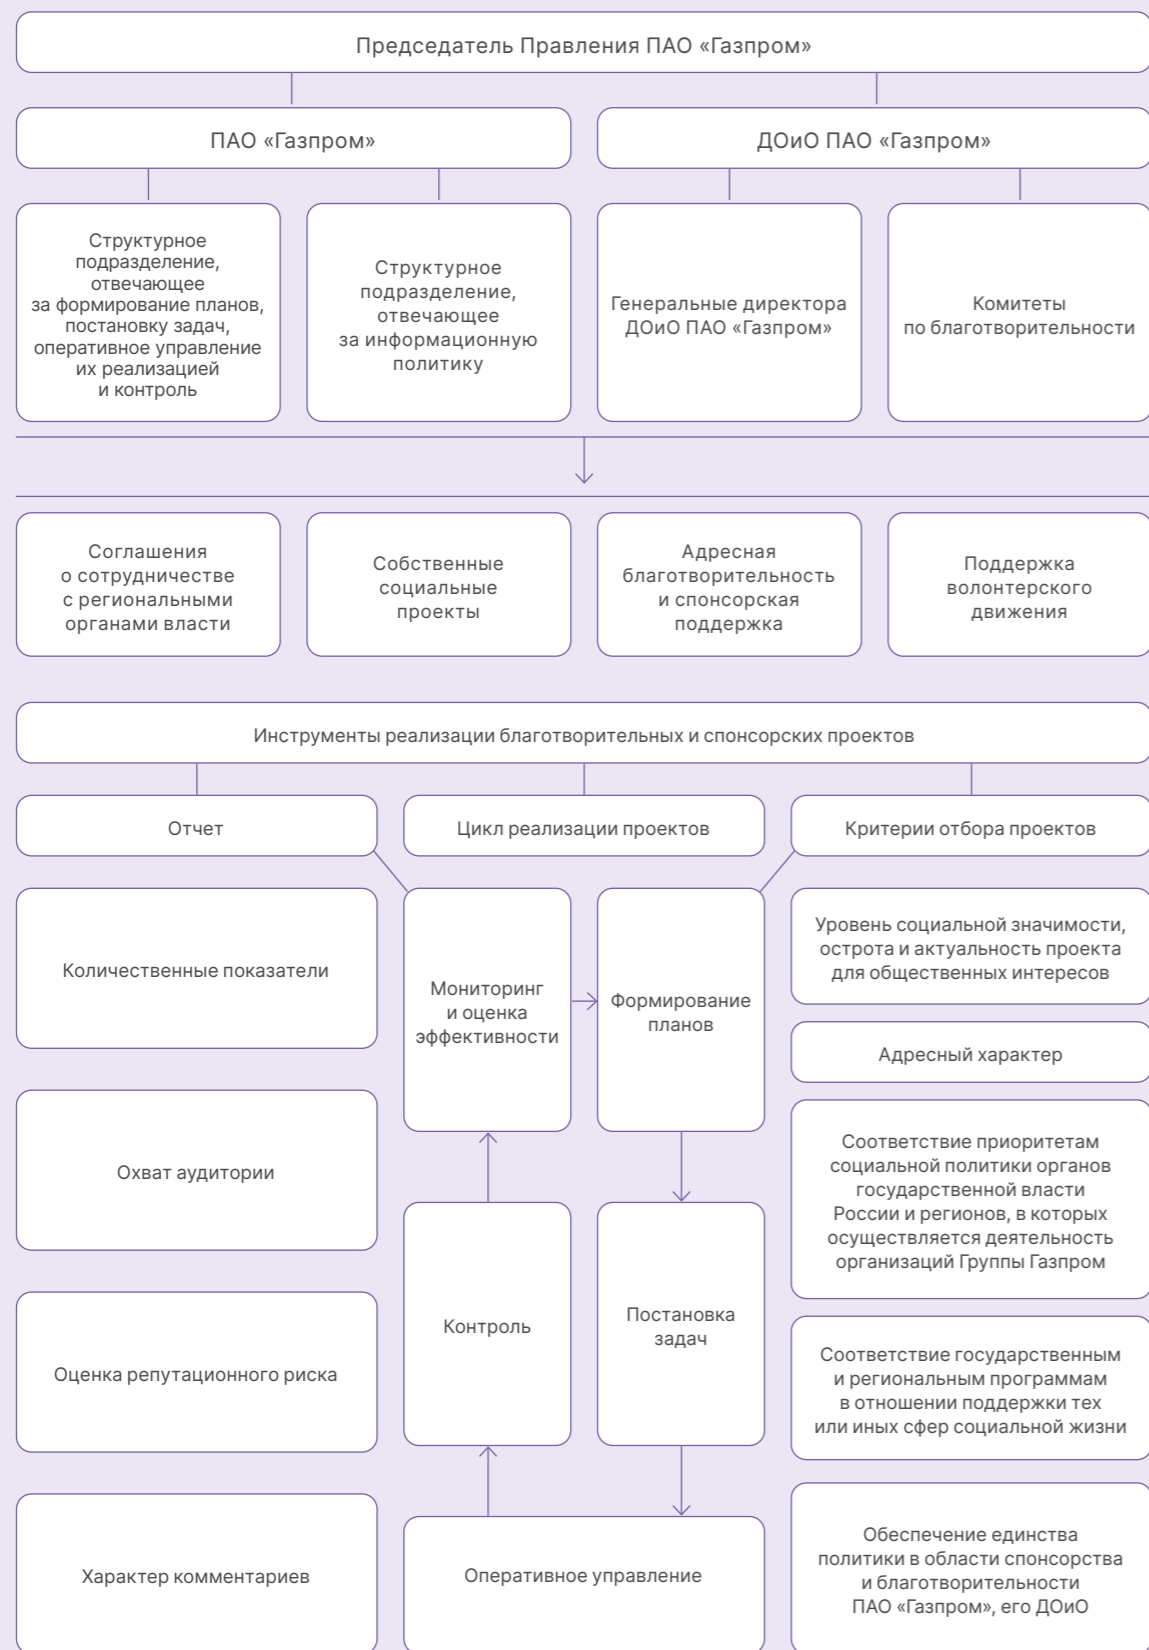 Председатель Правления ПАО «Газпром»
ПАО «Газпром»
ДОиО ПАО «Газпром»
Структурное
подразделение,
отвечающее
за формирование планов,
постановку задач,
оперативное управление
их реализацией
и контроль
Структурное
подразделение,
отвечающее
за информационную
политику
Генеральные директора
ДОиО ПАО «Газпром»
Комитеты
по благотворительности
Соглашения
о сотрудничестве
с региональными
органами власти
Собственные
социальные
проекты
Адресная
благотворительность
и спонсорская
поддержка
Поддержка
волонтерского
движения
Инструменты реализации благотворительных и спонсорских проектов
Отчет
Цикл реализации проектов
Критерии отбора проектов
Количественные показатели
Охват аудитории
Оценка репутационного риска
Характер комментариев
Мониторинг
и оценка
эффективности
Формирование
планов
Контроль
Постановка
задач
Оперативное управление
Уровень социальной значимости,
острота и актуальность проекта
для общественных интересов
Адресный характер
Соответствие приоритетам
социальной политики органов
государственной власти
России и регионов, в которых
осуществляется деятельность
организаций Группы Газпром
Соответствие государственным
и региональным программам
в отношении поддержки тех
или иных сфер социальной жизни
Обеспечение единства
политики в области спонсорства
и благотворительности
ПАО «Газпром», его ДОиО